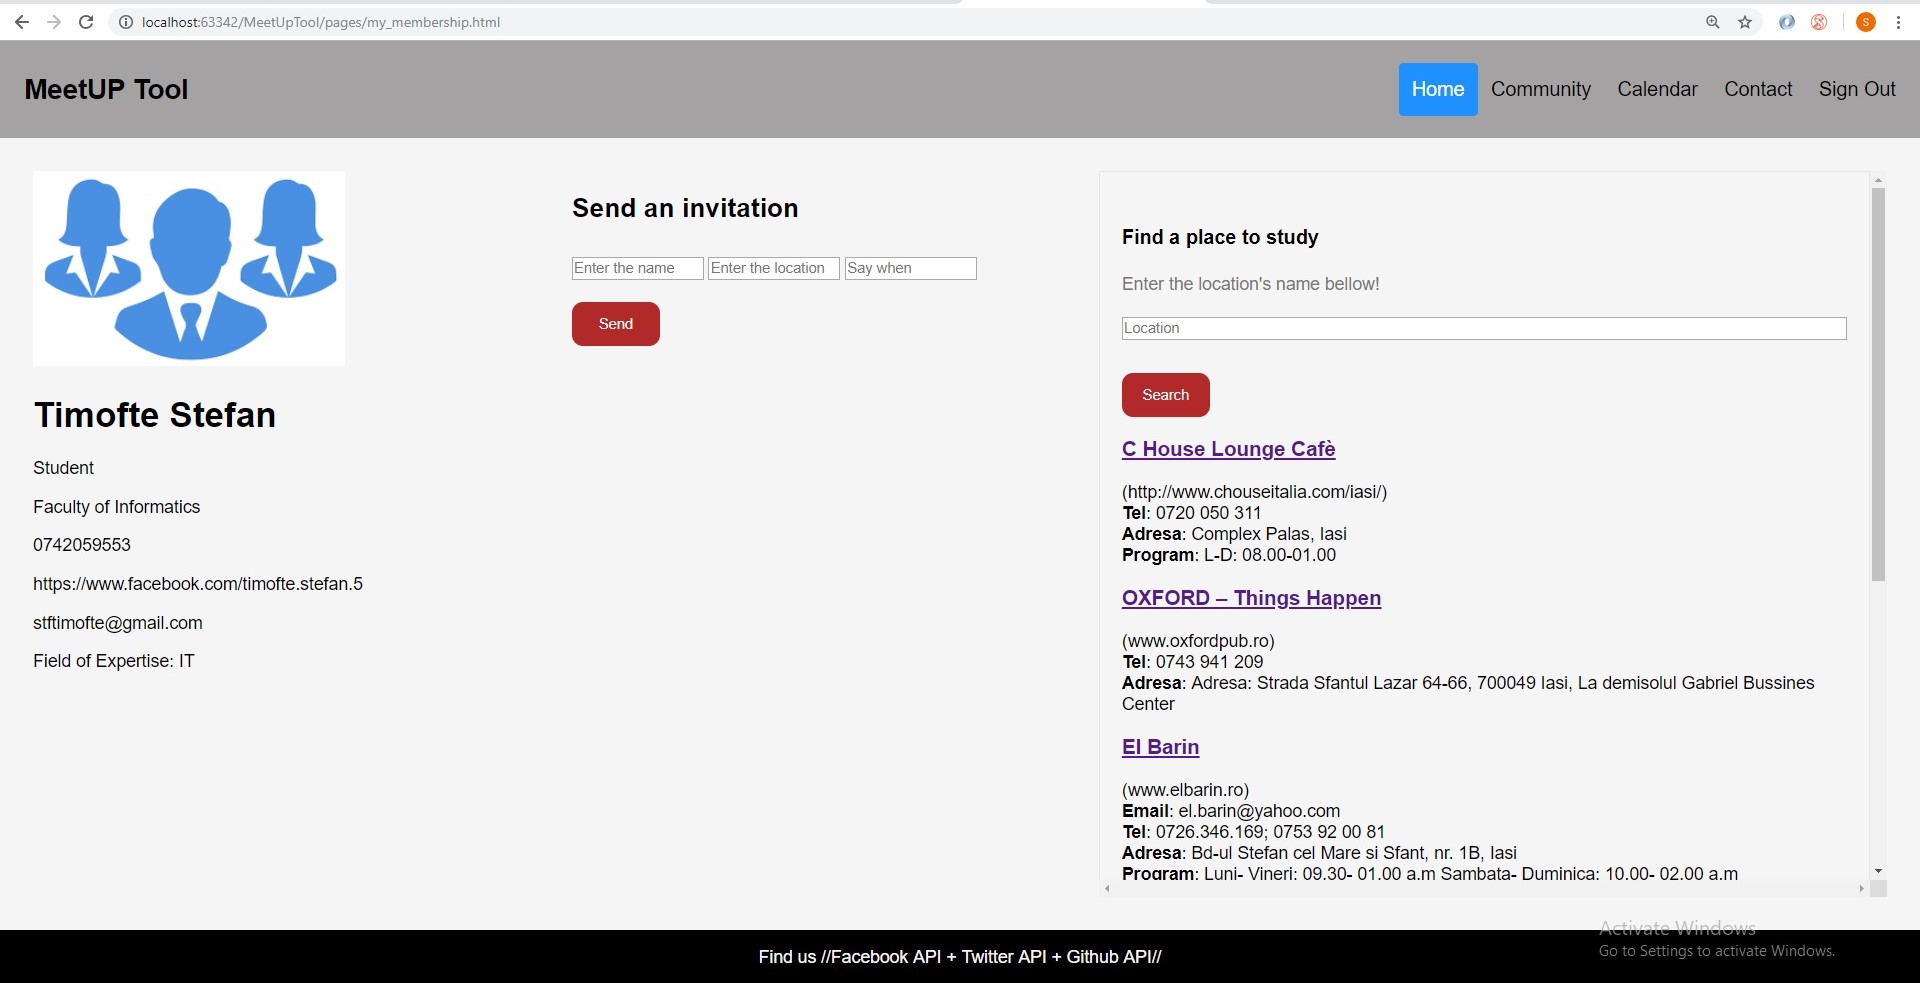 localhost:63342/MeetUpTool/pages/my_membership.html
S
MeetUP Tool
Home
Community
Calendar
Contact
Sign Out
Timofte Stefan
Student
Faculty of Informatics
0742059553
https://www.facebook.com/timofte.stefan.5
stftimofte@gmail.com
Field of Expertise: IT
Send an invitation
Enter the name
Enter the location
Say when
Send
Find a place to study
Enter the location's name bellow!
Location
Search
C House Lounge Cafè
(http://www.chouseitalia.com/iasi/)
Tel: 0720 050 311
Adresa: Complex Palas, Iasi
Program: L-D: 08.00-01.00
OXFORD – Things Happen
(www.oxfordpub.ro)
Tel: 0743 941 209
Adresa: Adresa: Strada Sfantul Lazar 64-66, 700049 Iasi, La demisolul Gabriel Bussines
Center
El Barin
(www.elbarin.ro)
Email: el.barin@yahoo.com
Tel: 0726.346.169; 0753 92 00 81
Adresa: Bd-ul Stefan cel Mare si Sfant, nr. 1B, Iasi
Program: Luni- Vineri: 09.30- 01.00 a.m Sambata- Duminica: 10.00- 02.00 a.m
Activate Windows
Go to Settings to activate Windows.
Find us //Facebook API + Twitter API + Github API//